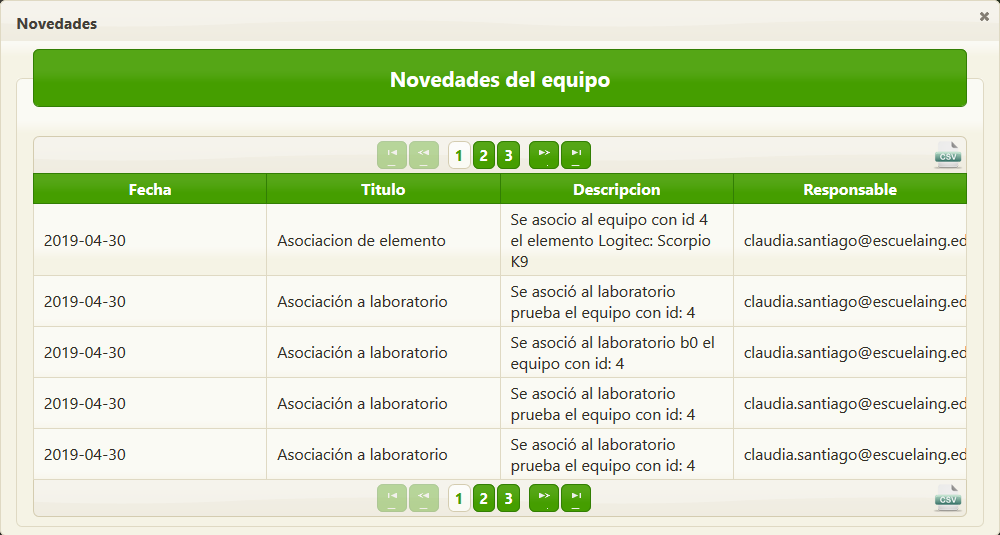 Novedades
Novedades del equipo
1 2 3
CSV
Fecha Titulo Descripcion Responsable
2019-04-30 Asociacion de elemento Se asocio al equipo con id 4
el elemento Logitec: Scorpio
K9 claudia.santiago@escuelaing.ed
2019-04-30 Asociación a laboratorio Se asoció al laboratorio
prueba el equipo con id: 4 claudia.santiago@escuelaing.ed
2019-04-30 Asociación a laboratorio Se asoció al laboratorio b0 el
equipo con id: 4 claudia.santiago@escuelaing.ed
2019-04-30 Asociación a laboratorio Se asoció al laboratorio
prueba el equipo con id: 4 claudia.santiago@escuelaing.ed
2019-04-30 Asociación a laboratorio Se asoció al laboratorio
prueba el equipo con id: 4 claudia.santiago@escuelaing.ed
1 2 3
CSV